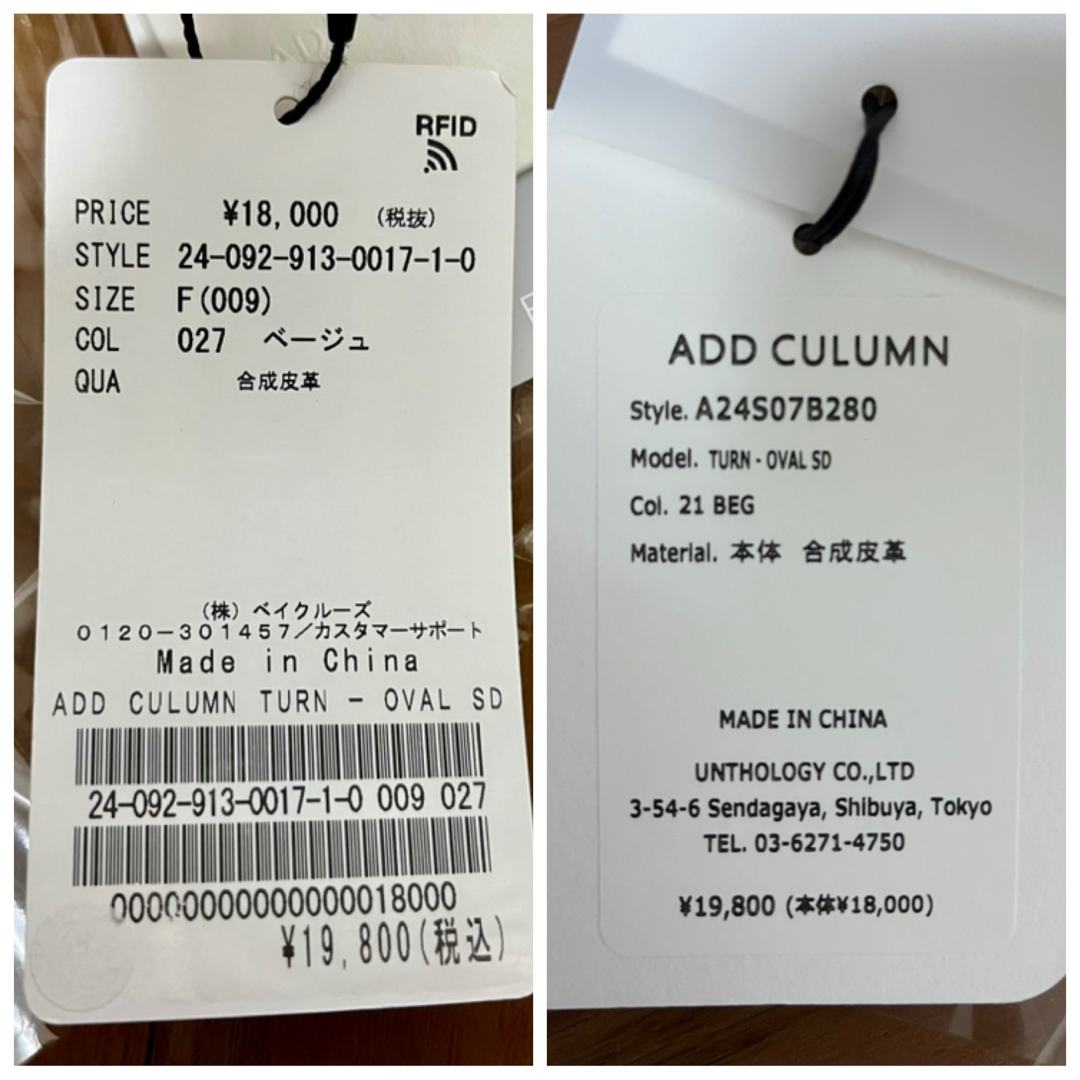 RFID
PRICE ¥18,000 (税抜)
STYLE 24-092-913-0017-1-0
SIZE F(009)
COL 027 ベージュ
QUA 合成皮革
(株) ベイクルーズ
0120-301457/カスタマーサポート
Made in China
ADD CULUMN TURN - OVAL SD
24-092-913-0017-1-0 009 027
00000000000000018000
¥19,800(税込)
ADD CULUMN
Style. A24S07B280
Model. TURN - OVAL SD
Col. 21 BEG
Material. 本体 合成皮革
MADE IN CHINA
UNTHOLOGY CO.,LTD
3-54-6 Sendagaya, Shibuya, Tokyo
TEL. 03-6271-4750
¥19,800 (本体¥18,000)